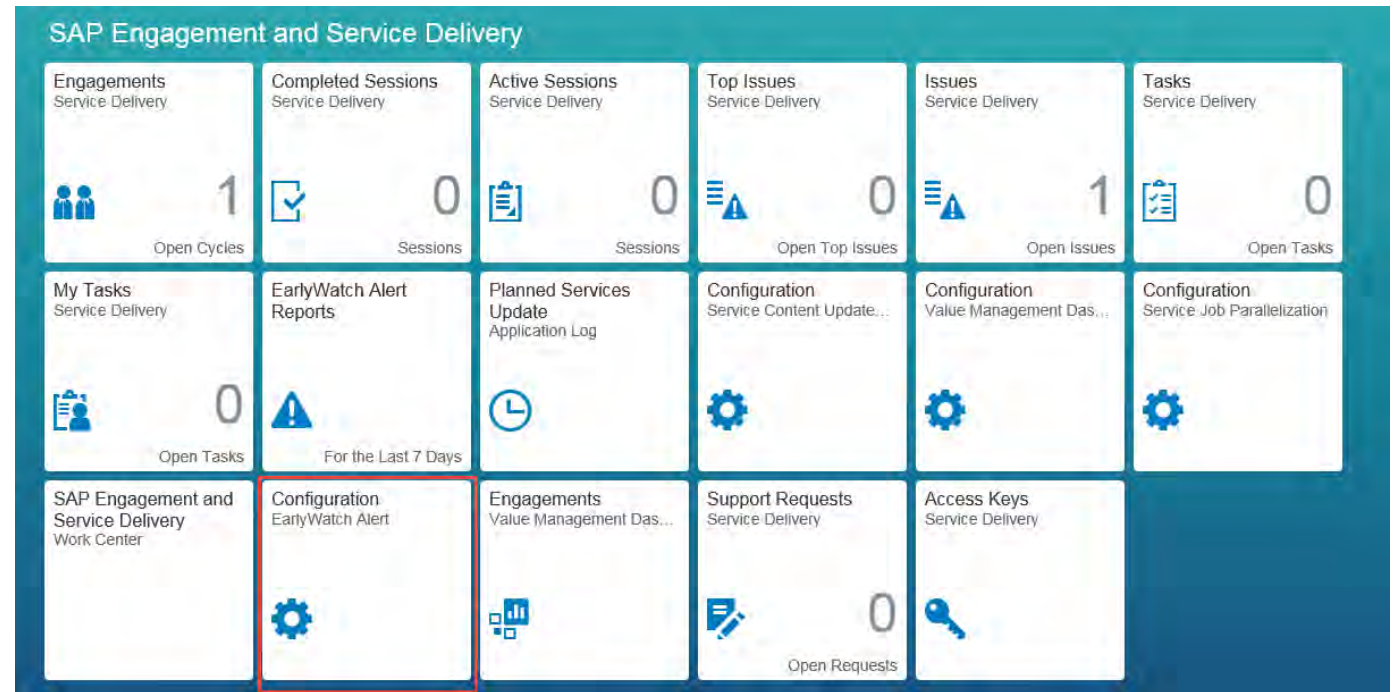 SAP Engagement and Service Delivery
Engagements
Service Delivery
1
Open Cycles
Completed Sessions
Service Delivery
0
Sessions
Active Sessions
Service Delivery
0
Sessions
Top Issues
Service Delivery
0
Open Top Issues
Issues
Service Delivery
1
Open Issues
Tasks
Service Delivery
0
Open Tasks
My Tasks
Service Delivery
0
Open Tasks
EarlyWatch Alert
Reports
For the Last 7 Days
Planned Services
Update
Application Log
Configuration
Service Content Update...
Configuration
Value Management Das...
Configuration
Service Job Parallelization
SAP Engagement and
Service Delivery
Work Center
Configuration
EarlyWatch Alert
Engagements
Value Management Das...
Support Requests
Service Delivery
0
Open Requests
Access Keys
Service Delivery